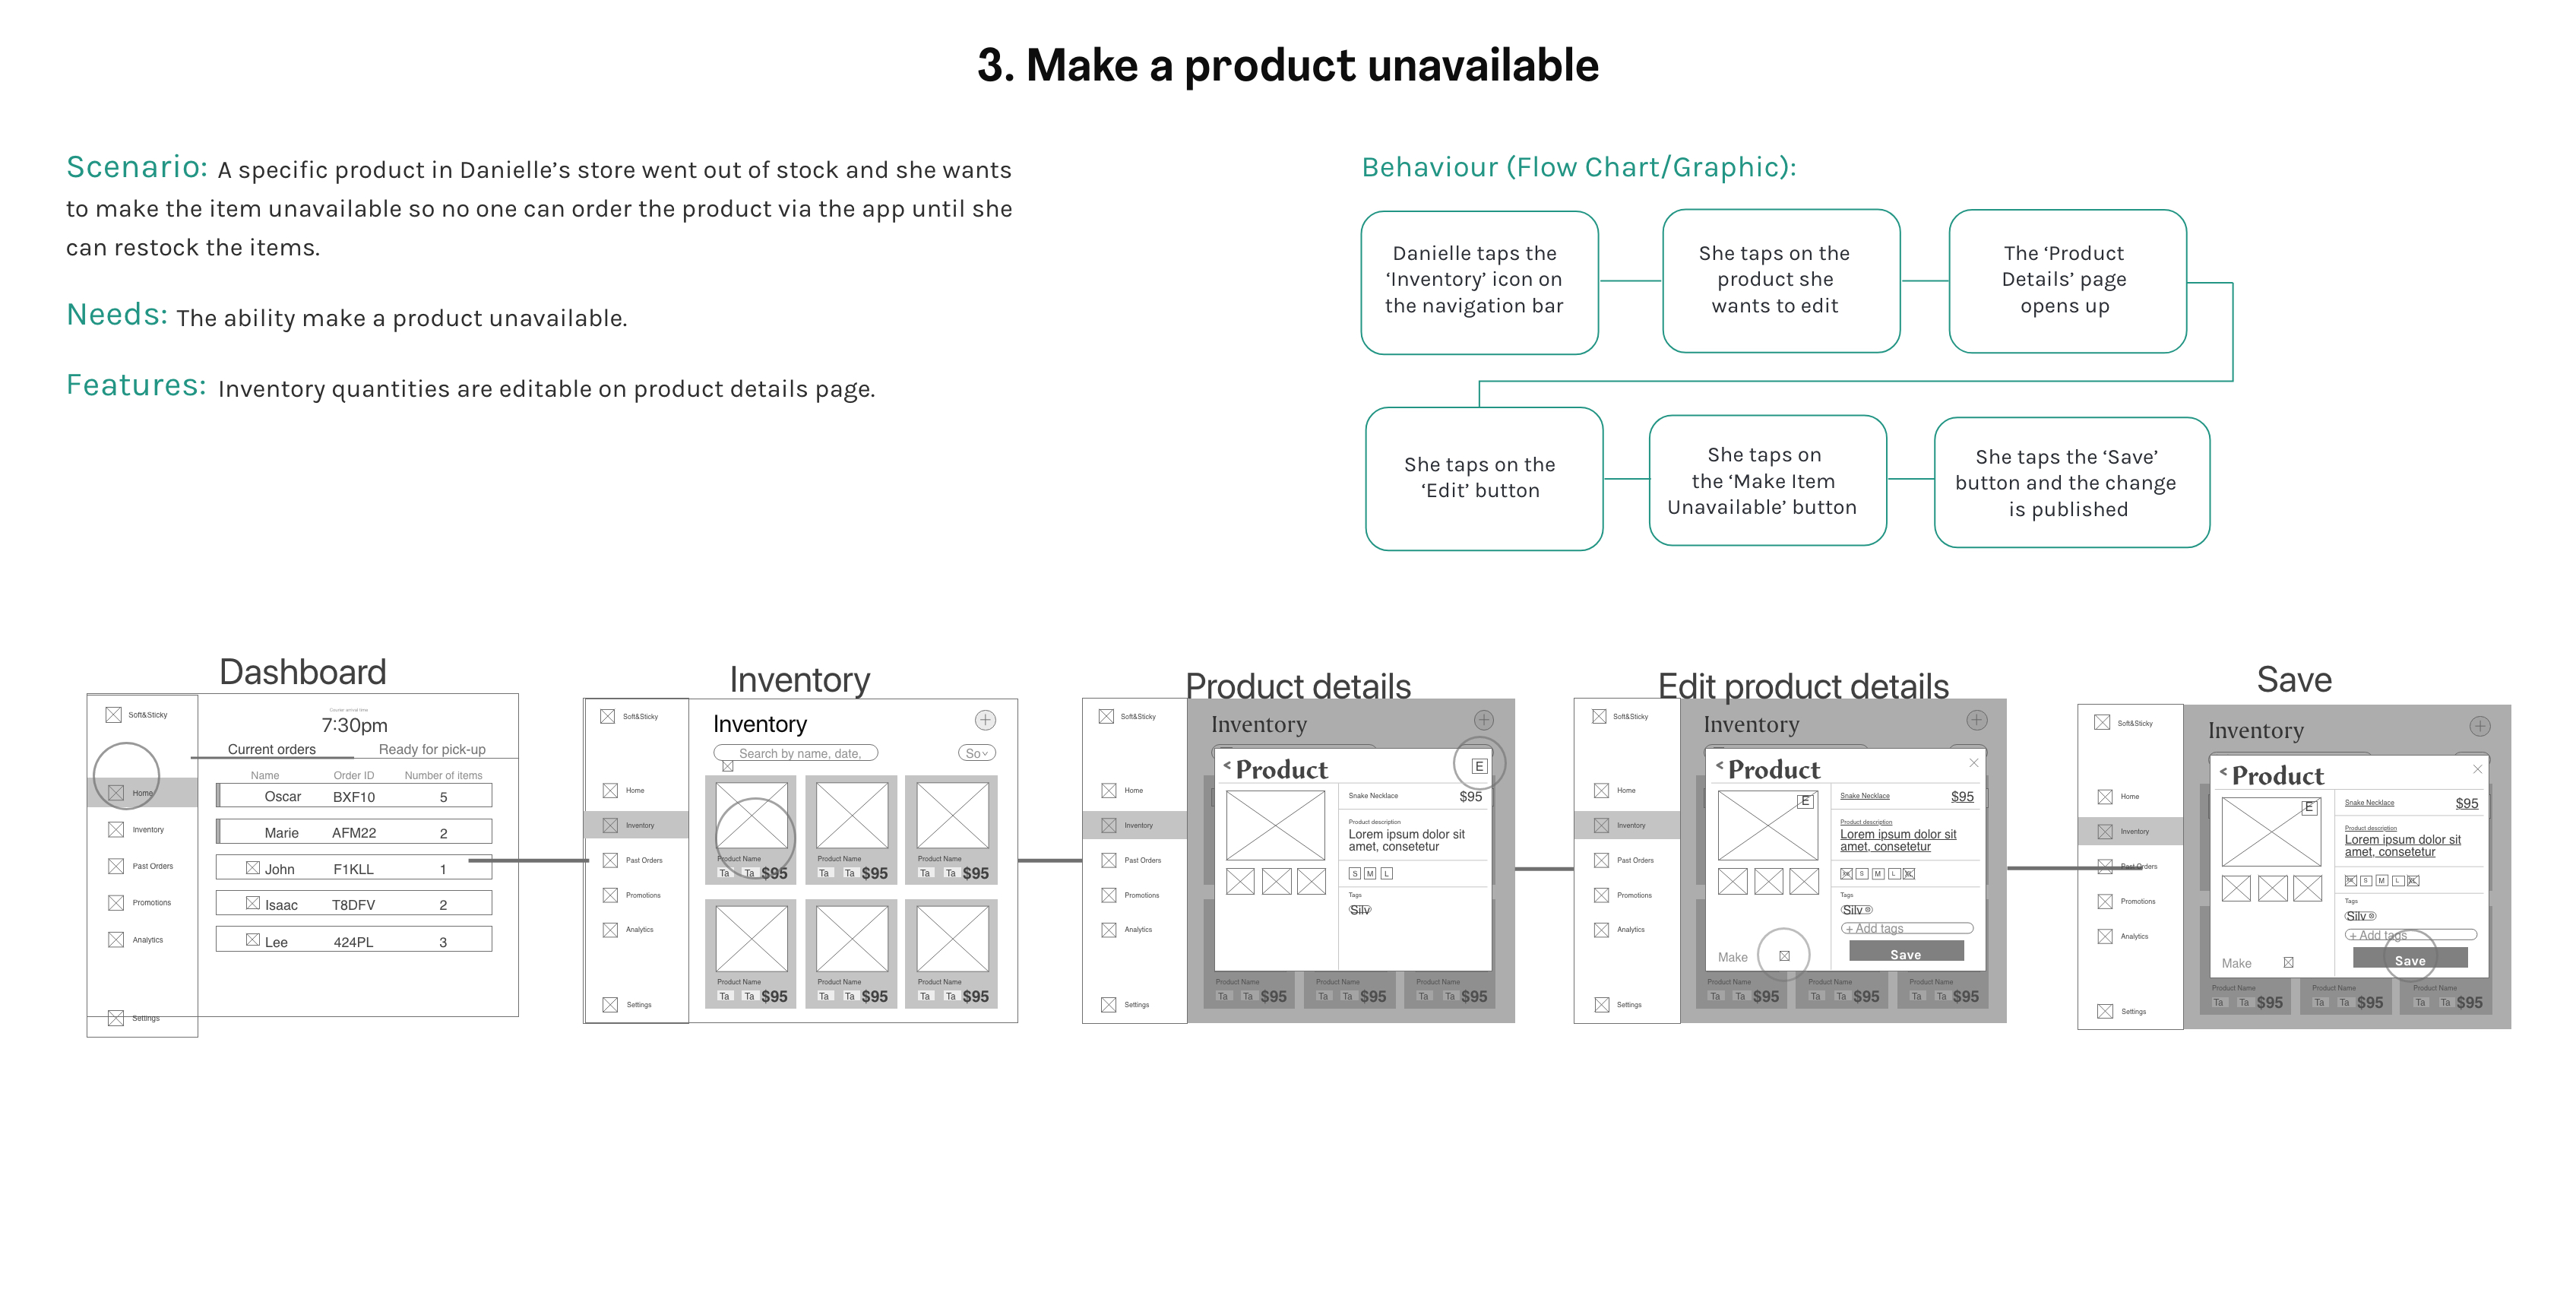 3. Make a product unavailable
Scenario: A specific product in Danielle’s store went out of stock and she wants
to make the item unavailable so no one can order the product via the app until she
can restock the items.
Needs: The ability make a product unavailable.
Features: Inventory quantities are editable on product details page.
Behaviour (Flow Chart/Graphic):
Danielle taps the
‘Inventory’ icon on
the navigation bar
She taps on the
product she
wants to edit
The ‘Product
Details’ page
opens up
She taps on the
‘Edit’ button
She taps on
the ‘Make Item
Unavailable’ button
She taps the ‘Save’
button and the change
is published
Dashboard
Soft&Sticky
Home
Inventory
Past Orders
Promotions
Analytics
Settings
Courier arrival time
7:30pm
Current orders Ready for pick-up
Name Order ID Number of items
Oscar BXF10 5
Marie AFM22 2
John F1KLL 1
Isaac T8DFV 2
Lee 424PL 3
Inventory
Soft&Sticky
Home
Inventory
Past Orders
Promotions
Analytics
Settings
Inventory
Search by name, date,
So
Product Name Product Name Product Name
Ta Ta $95 Ta Ta $95 Ta Ta $95
Product Name Product Name Product Name
Ta Ta $95 Ta Ta $95 Ta Ta $95
Product details
Soft&Sticky
Home
Inventory
Past Orders
Promotions
Analytics
Settings
Inventory
< Product
E
Snake Necklace $95
Product description
Lorem ipsum dolor sit
amet, consetetur
S M L
Tags
Silv
Product Name Product Name Product Name
Ta Ta $95 Ta Ta $95 Ta Ta $95
Edit product details
Soft&Sticky
Home
Inventory
Past Orders
Promotions
Analytics
Settings
Inventory
< Product
E
Snake Necklace $95
Product description
Lorem ipsum dolor sit
amet, consetetur
S M L
Tags
Silv
+ Add tags
Make
Save
Product Name Product Name Product Name
Ta Ta $95 Ta Ta $95 Ta Ta $95
Save
Soft&Sticky
Home
Inventory
Past Orders
Promotions
Analytics
Settings
Inventory
< Product
E
Snake Necklace $95
Product description
Lorem ipsum dolor sit
amet, consetetur
S M L
Tags
Silv
+ Add tags
Make
Save
Product Name Product Name Product Name
Ta Ta $95 Ta Ta $95 Ta Ta $95